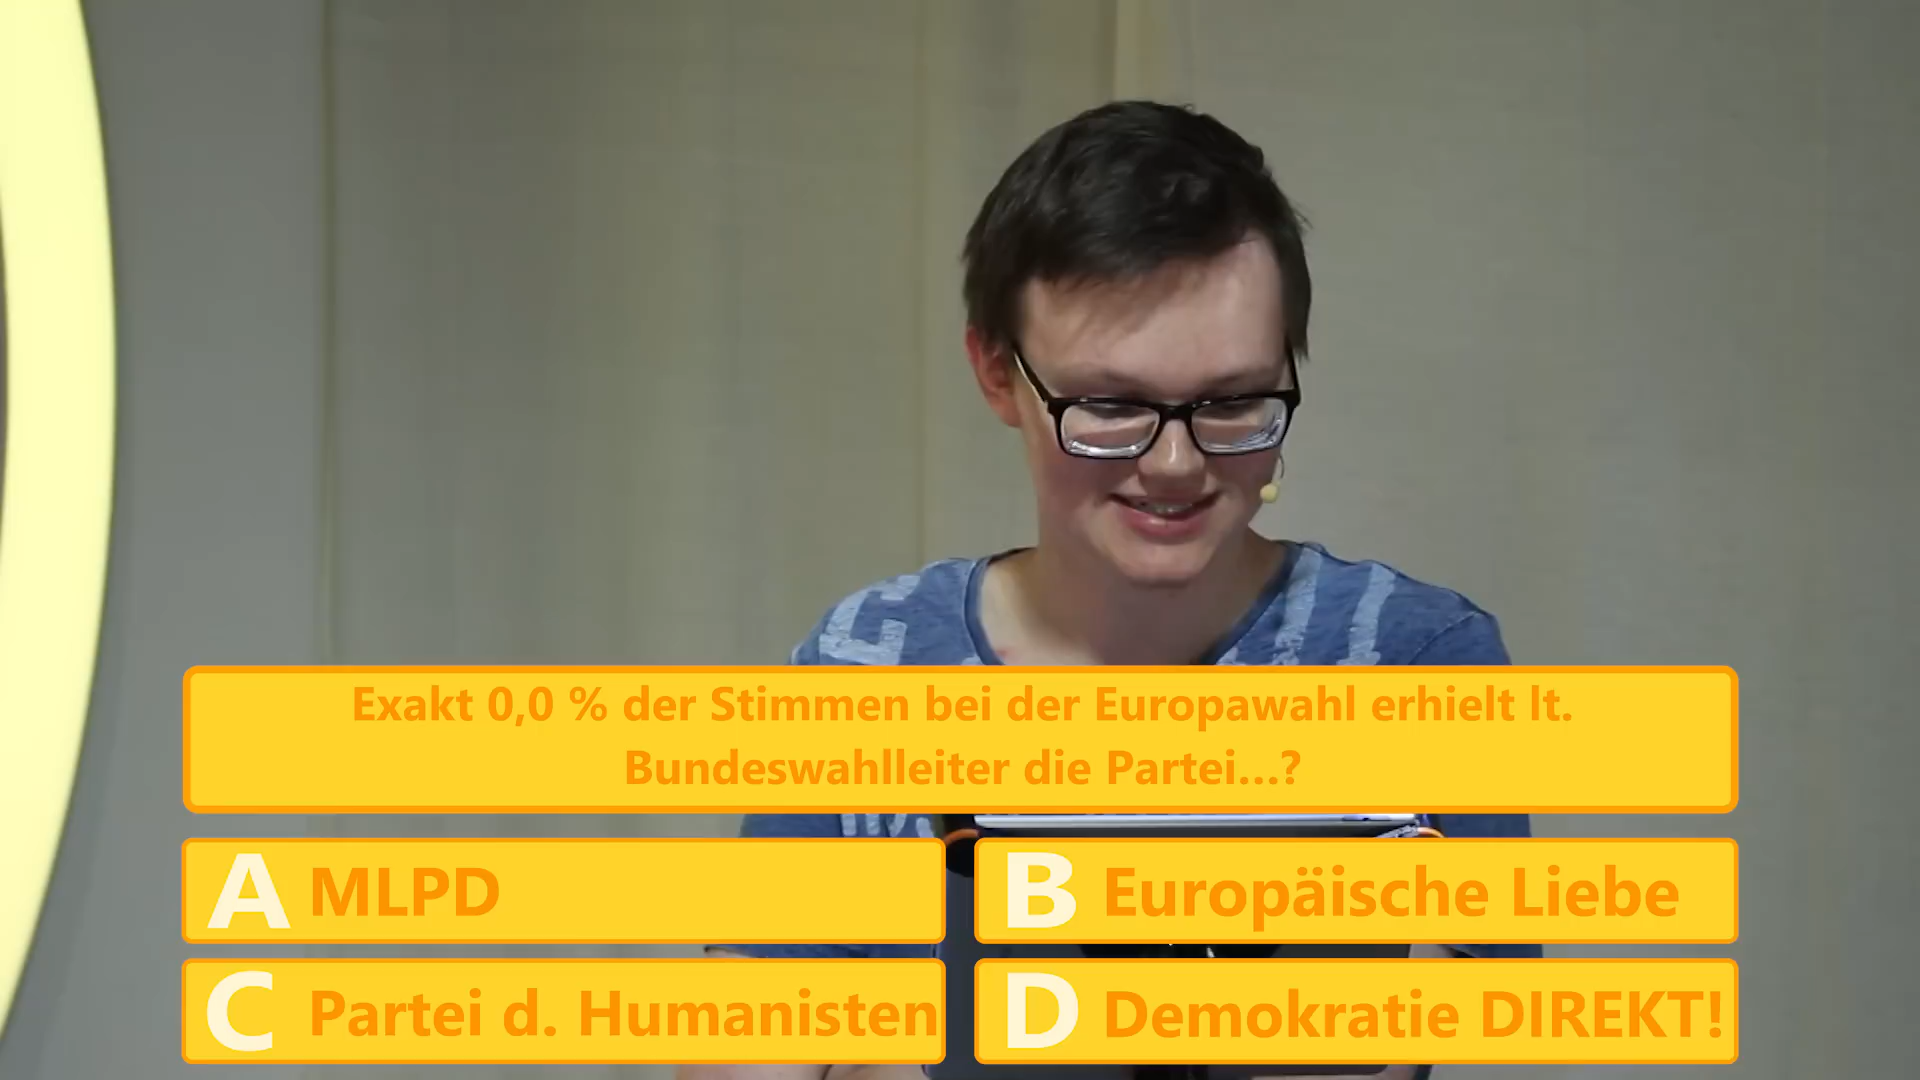 Exakt 0,0 % der Stimmen bei der Europawahl erhielt lt.
Bundeswahlleiter die Partei...?
A MLPD
B Europäische Liebe
C Partei d. Humanisten
D Demokratie DIREKT!